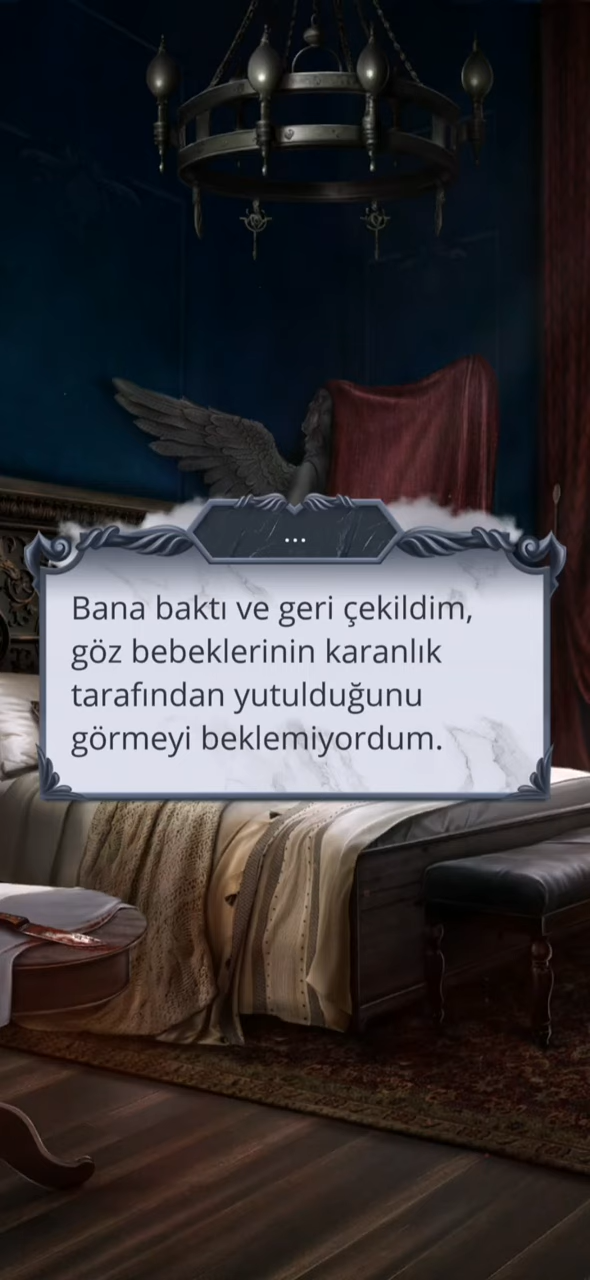 ...
Bana baktı ve geri çekildim,
göz bebeklerinin karanlık
tarafından yutulduğunu
görmeyi beklemiyordum.